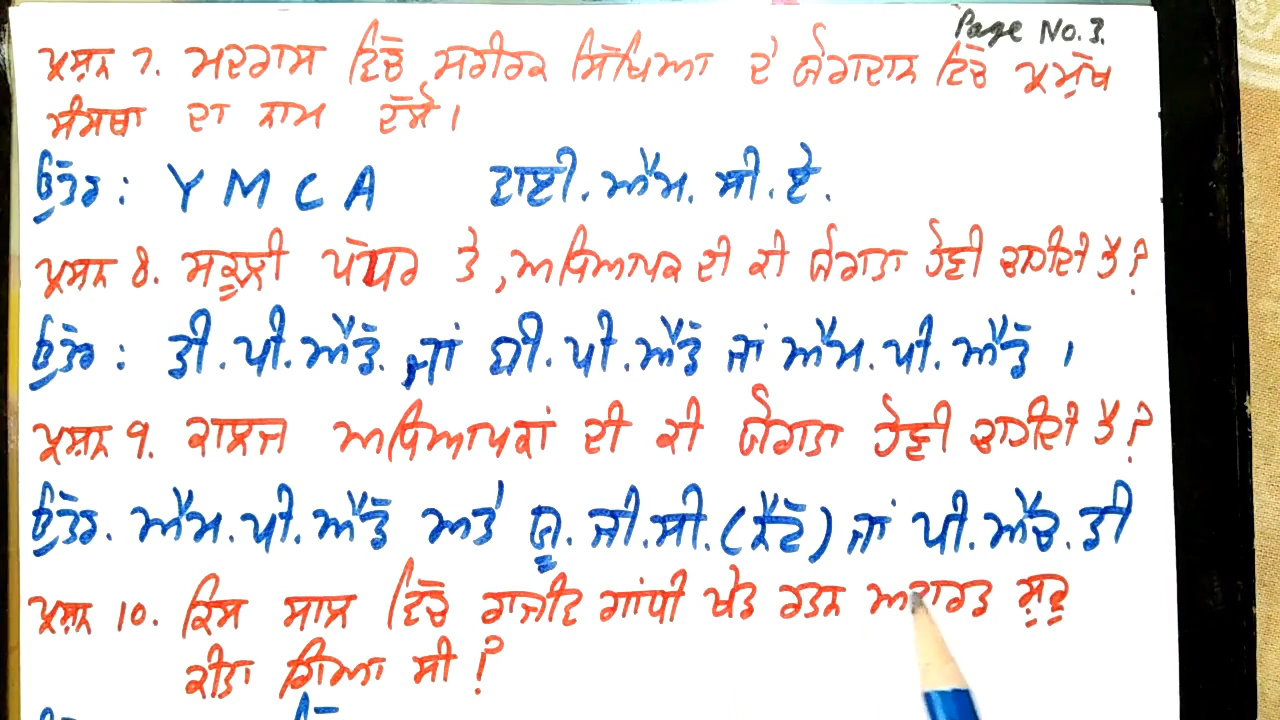 Page No. 3.
ਪ੍ਰਸ਼ਨ 7. ਮਦਰਾਸ ਵਿੱਚ ਸਰੀਰਕ ਸਿੱਖਿਆ ਦੇ ਯੋਗਦਾਨ ਵਿੱਚ ਪ੍ਰਮੁੱਖ
ਸੰਸਥਾ ਦਾ ਨਾਮ ਦੱਸੋ।
ਉੱਤਰ : Y M C A ਵਾਈ. ਐੱਮ. ਸੀ. ਏ.
ਪ੍ਰਸ਼ਨ 8. ਸਕੂਲੀ ਪੱਧਰ ਤੇ, ਅਧਿਆਪਕ ਦੀ ਕੀ ਯੋਗਤਾ ਹੋਣੀ ਚਾਹੀਦੀ ਹੈ?
ਉੱਤਰ : ਡੀ.ਪੀ.ਐੱਡ. ਜਾਂ ਬੀ.ਪੀ.ਐੱਡ ਜਾਂ ਐੱਮ.ਪੀ.ਐੱਡ ।
ਪ੍ਰਸ਼ਨ 9. ਕਾਲਜ ਅਧਿਆਪਕਾਂ ਦੀ ਕੀ ਯੋਗਤਾ ਹੋਣੀ ਚਾਹੀਦੀ ਹੈ?
ਉੱਤਰ. ਐੱਮ.ਪੀ.ਐੱਡ ਅਤੇ ਯੂ.ਜੀ.ਸੀ.(ਨੈੱਟ) ਜਾਂ ਪੀ.ਐੱਚ.ਡੀ
ਪ੍ਰਸ਼ਨ 10. ਕਿਸ ਸਾਲ ਵਿੱਚ ਰਾਜੀਵ ਗਾਂਧੀ ਖੇਡ ਰਤਨ ਅਵਾਰਡ ਸ਼ੁਰੂ
ਕੀਤਾ ਗਿਆ ਸੀ ?